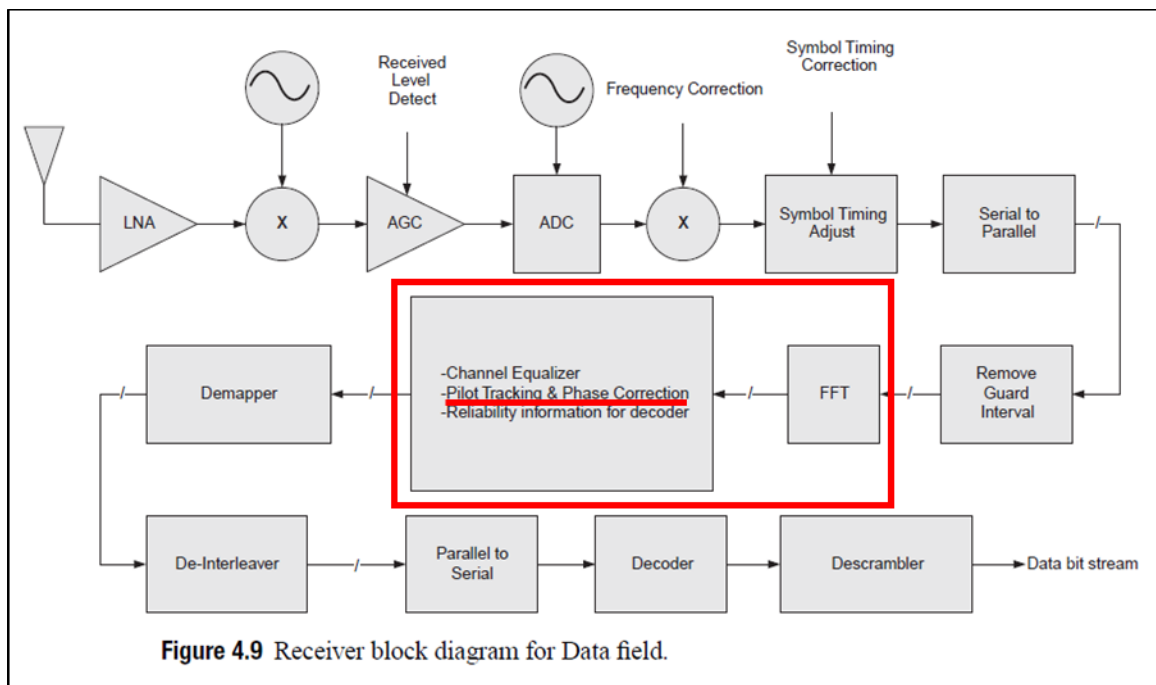 Symbol Timing
Correction
Received
Level
Detect
Frequency Correction
LNA
X
AGC
ADC
X
Symbol Timing
Adjust
Serial to
Parallel
/
Demapper
/
-Channel Equalizer
-Pilot Tracking & Phase Correction
-Reliability information for decoder
/
FFT
/
Remove
Guard
Interval
/
De-Interleaver
/
Parallel to
Serial
Decoder
Descrambler
Data bit stream
Figure 4.9 Receiver block diagram for Data field.